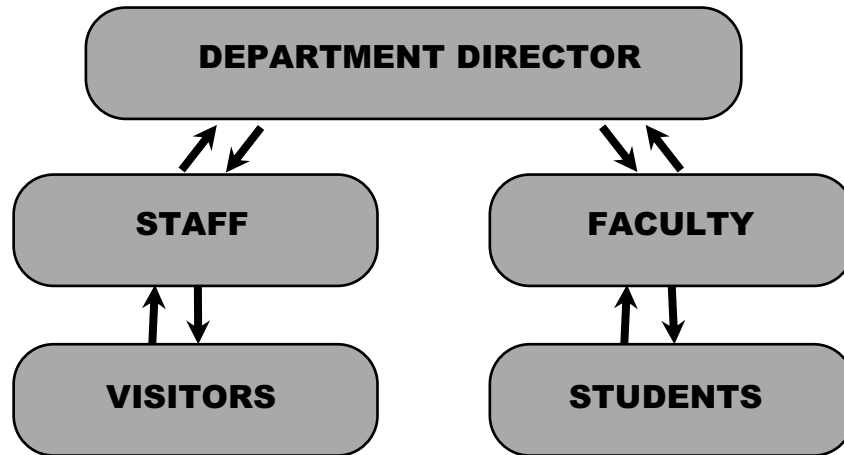 DEPARTMENT DIRECTOR
STAFF
FACULTY
VISITORS
STUDENTS